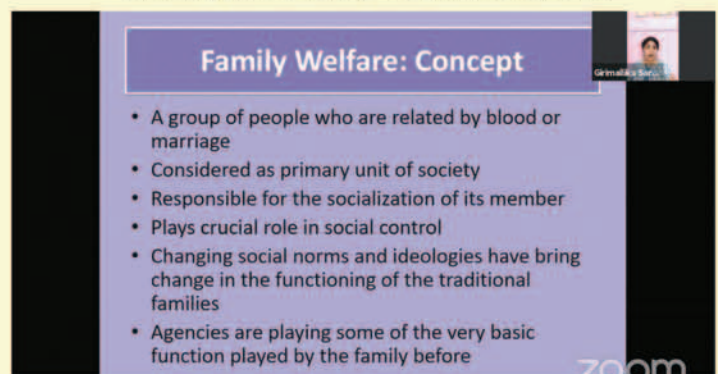 Family Welfare: Concept
• A group of people who are related by blood or
marriage
• Considered as primary unit of society
• Responsible for the socialization of its member
• Plays crucial role in social control
• Changing social norms and ideologies have bring
change in the functioning of the traditional
families
• Agencies are playing some of the very basic
function played by the family before
Girimallika
zoom